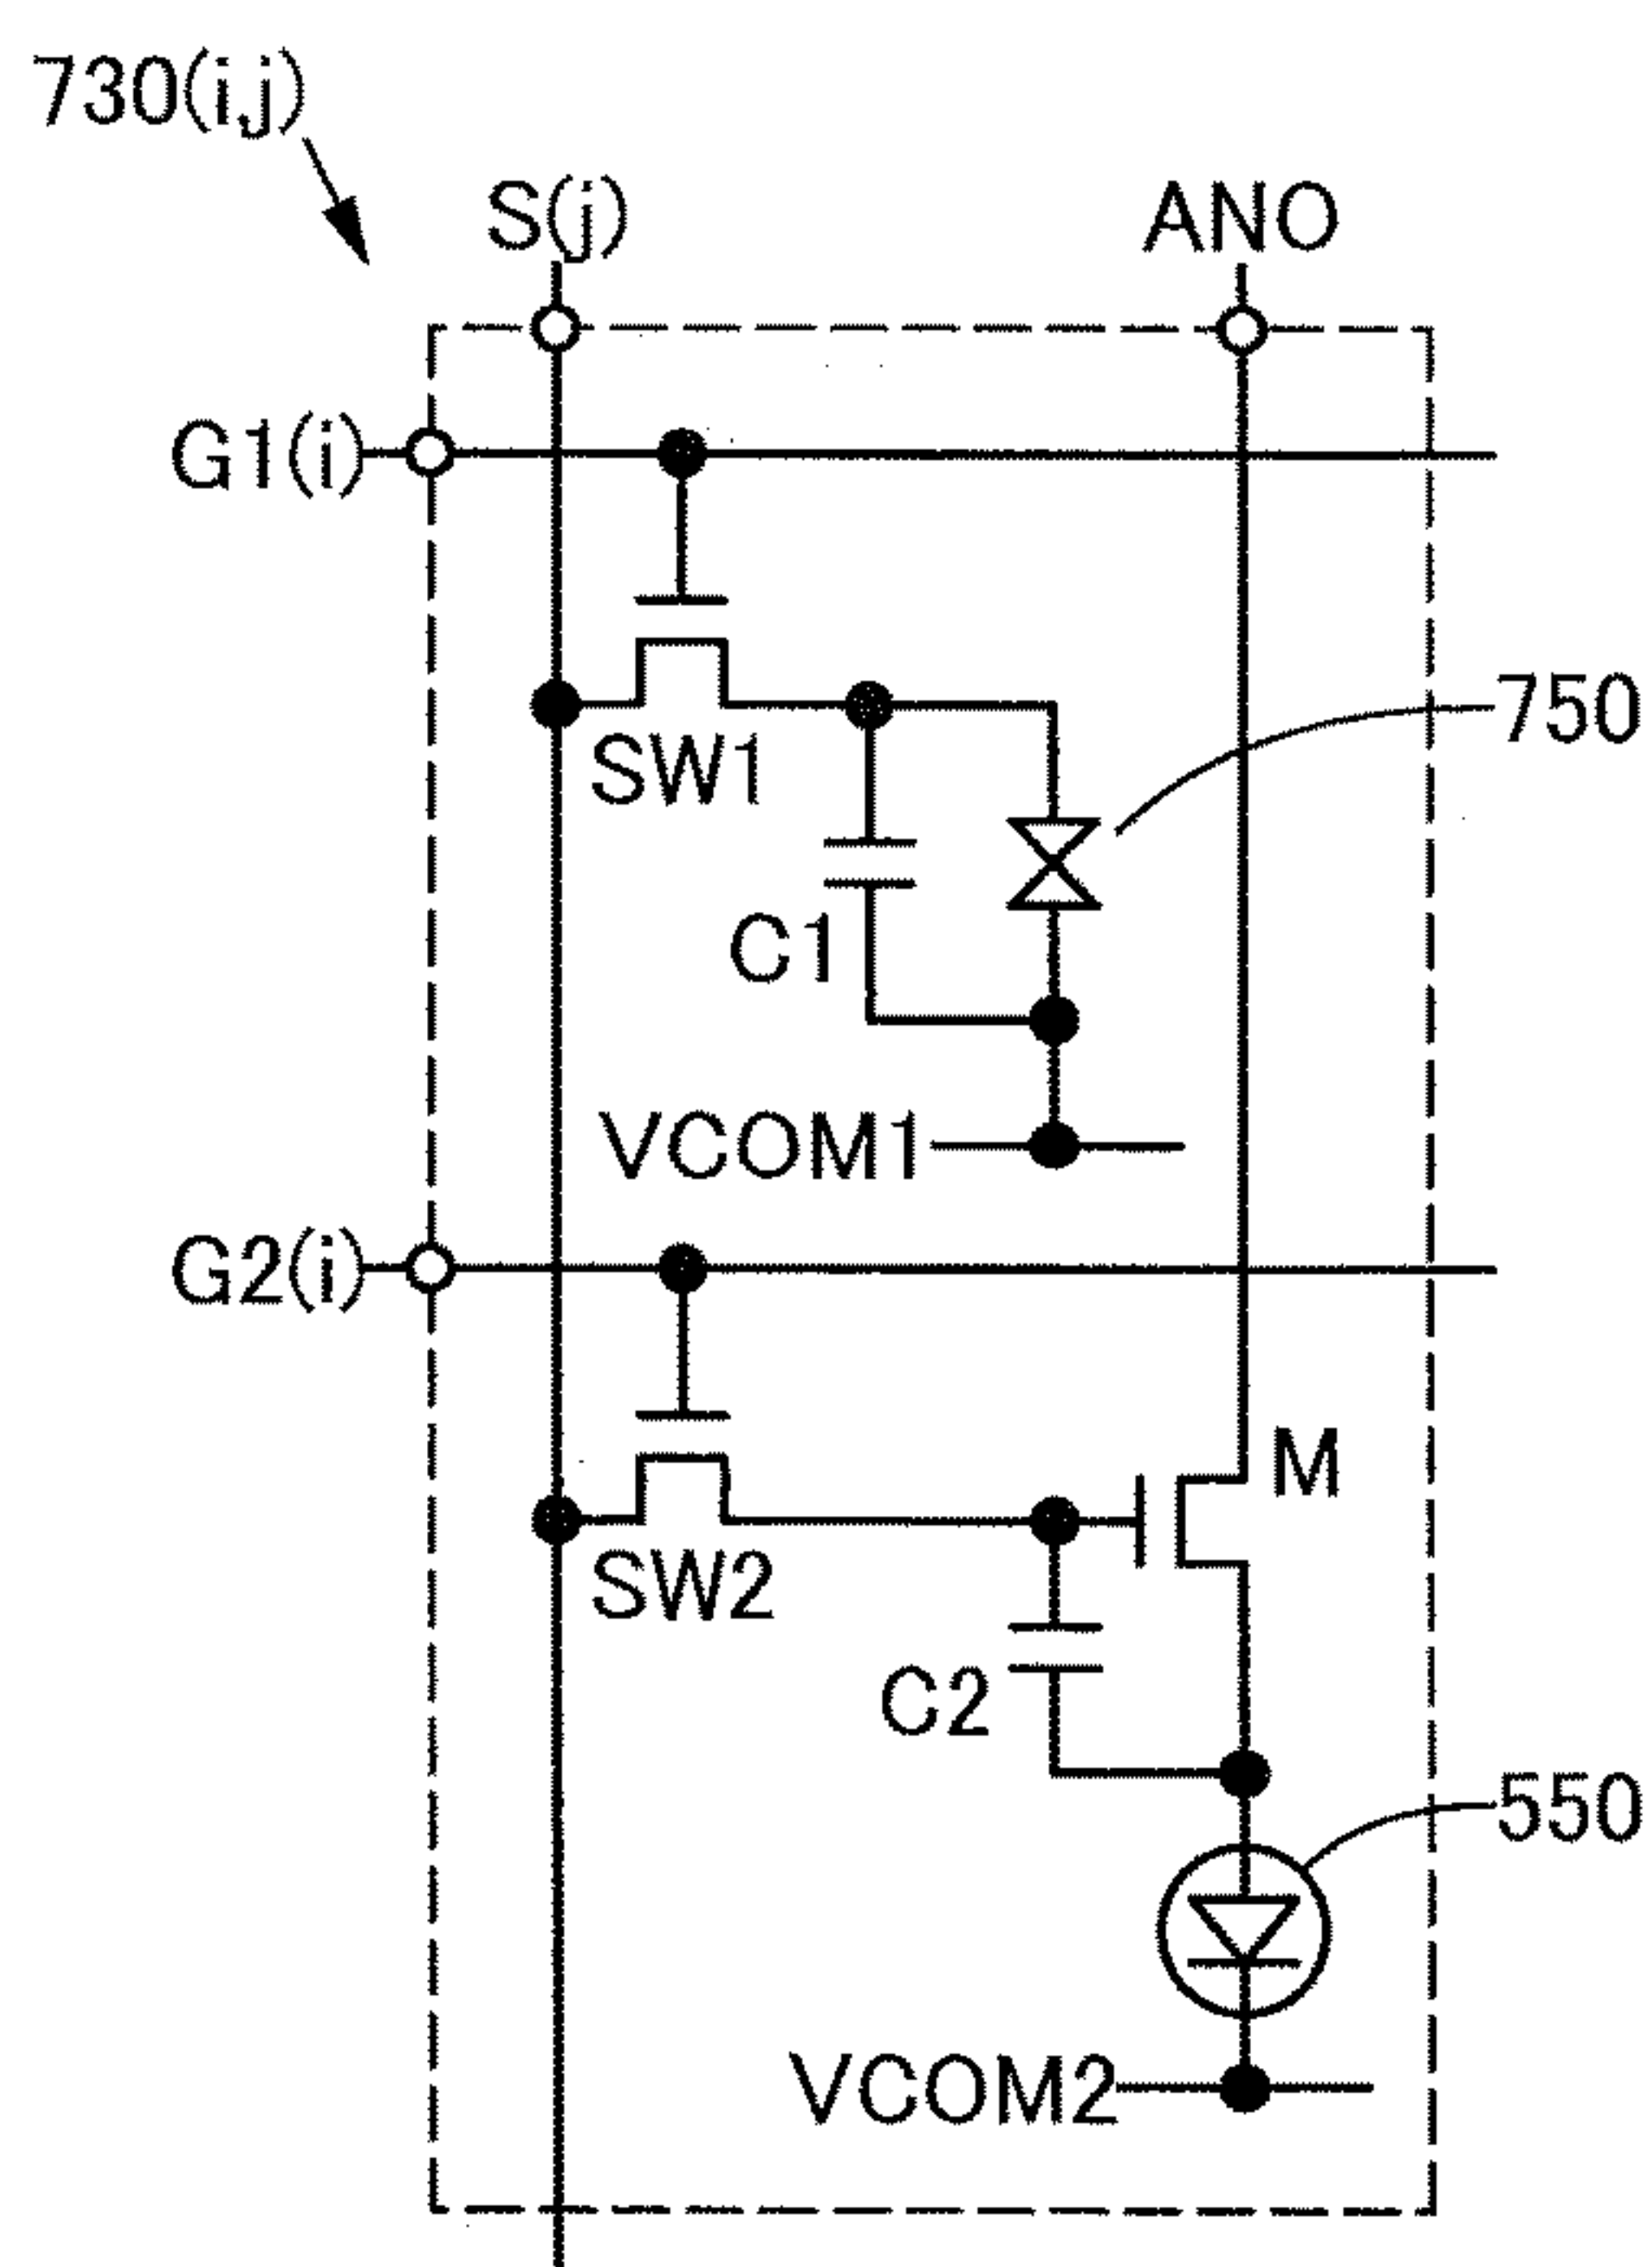 730(i,j)
S(j)
ANO
G1(i)
750
SW1
C1
VCOM1
G2(i)
M
SW2
C2
550
VCOM2